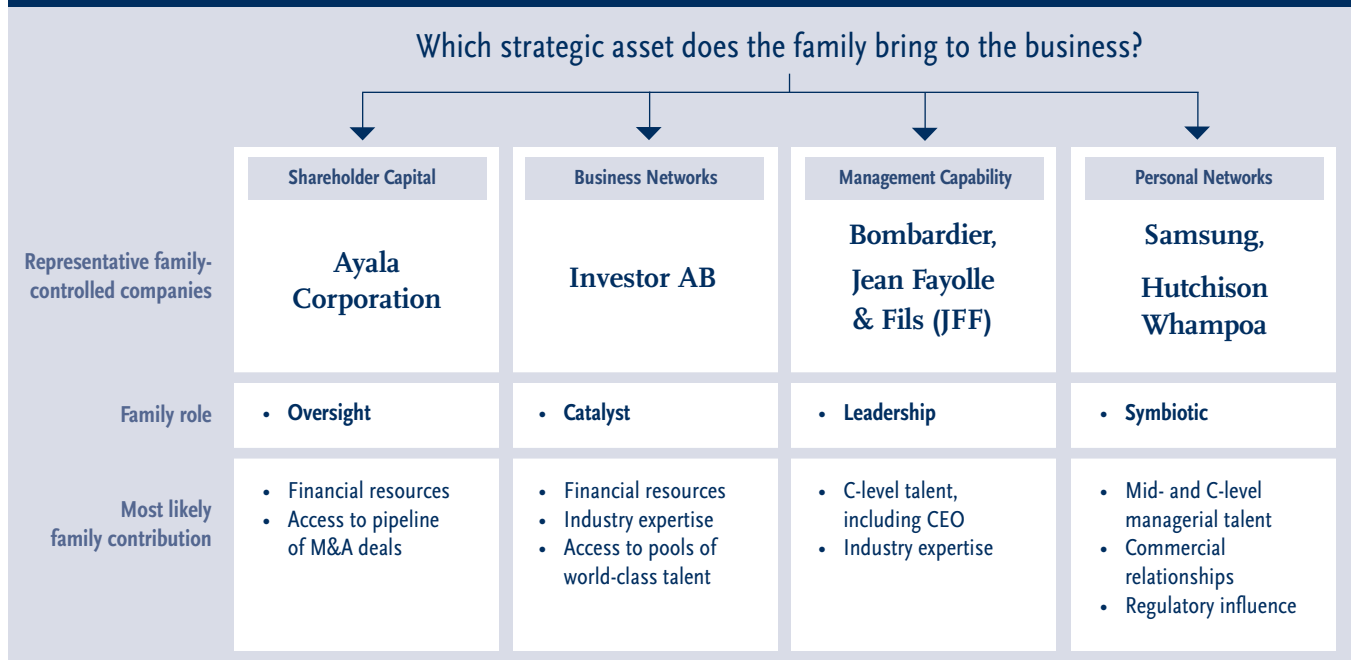 Which strategic asset does the family bring to the business?
Shareholder Capital
Business Networks
Management Capability
Personal Networks
Representative family-
controlled companies
Ayala
Corporation
Investor AB
Bombardier,
Jean Fayolle
& Fils (JFF)
Samsung,
Hutchison
Whampoa
Family role
• Oversight
• Catalyst
• Leadership
• Symbiotic
Most likely
family contribution
• Financial resources
• Access to pipeline
of M&A deals
• Financial resources
• Industry expertise
• Access to pools of
world-class talent
• C-level talent,
including CEO
• Industry expertise
• Mid- and C-level
managerial talent
• Commercial
relationships
• Regulatory influence